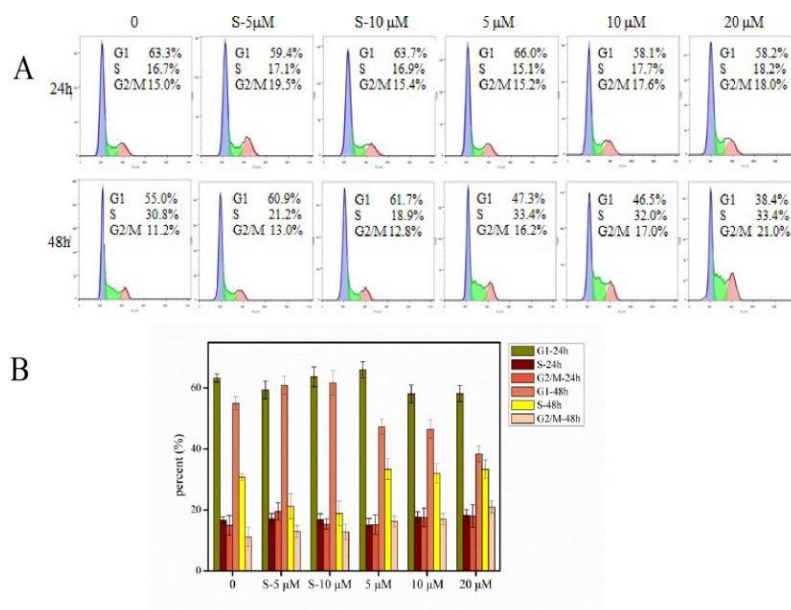 0 S-5μM S-10 μM 5 μM 10 μM 20 μM
A
24h
G1 63.3%
S 16.7%
G2/M 15.0%
G1 59.4%
S 17.1%
G2/M 19.5%
G1 63.7%
S 16.9%
G2/M 15.4%
G1 66.0%
S 15.1%
G2/M 15.2%
G1 58.1%
S 17.7%
G2/M 17.6%
G1 58.2%
S 18.2%
G2/M 18.0%
48h
G1 55.0%
S 30.8%
G2/M 11.2%
G1 60.9%
S 21.2%
G2/M 13.0%
G1 61.7%
S 18.9%
G2/M 12.8%
G1 47.3%
S 33.4%
G2/M 16.2%
G1 46.5%
S 32.0%
G2/M 17.0%
G1 38.4%
S 33.4%
G2/M 21.0%
B
G1-24h
S-24h
G2/M-24h
G1-48h
S-48h
G2/M-48h
percent (%)
60
40
20
0
0 S-5 μM S-10 μM 5 μM 10 μM 20 μM